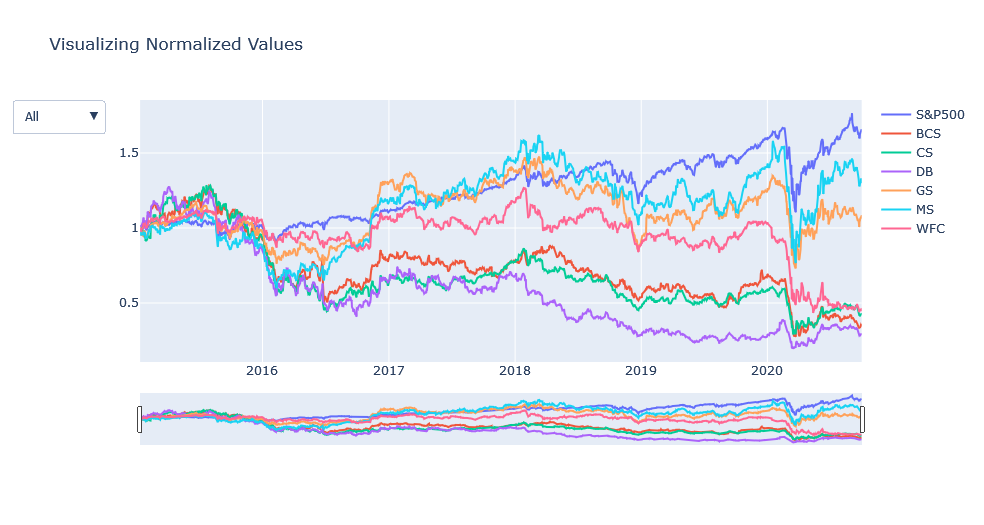 Visualizing Normalized Values
All ▼
1.5
1
0.5
2016 2017 2018 2019 2020
S&P500
BCS
CS
DB
GS
MS
WFC